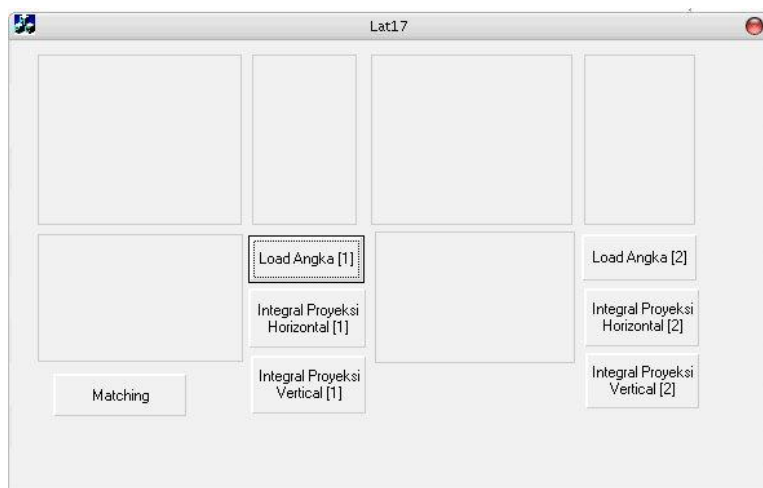 Lat17
Load Angka [1]
Integral Proyeksi
Horizontal [1]
Integral Proyeksi
Vertical [1]
Load Angka [2]
Integral Proyeksi
Horizontal [2]
Integral Proyeksi
Vertical [2]
Matching